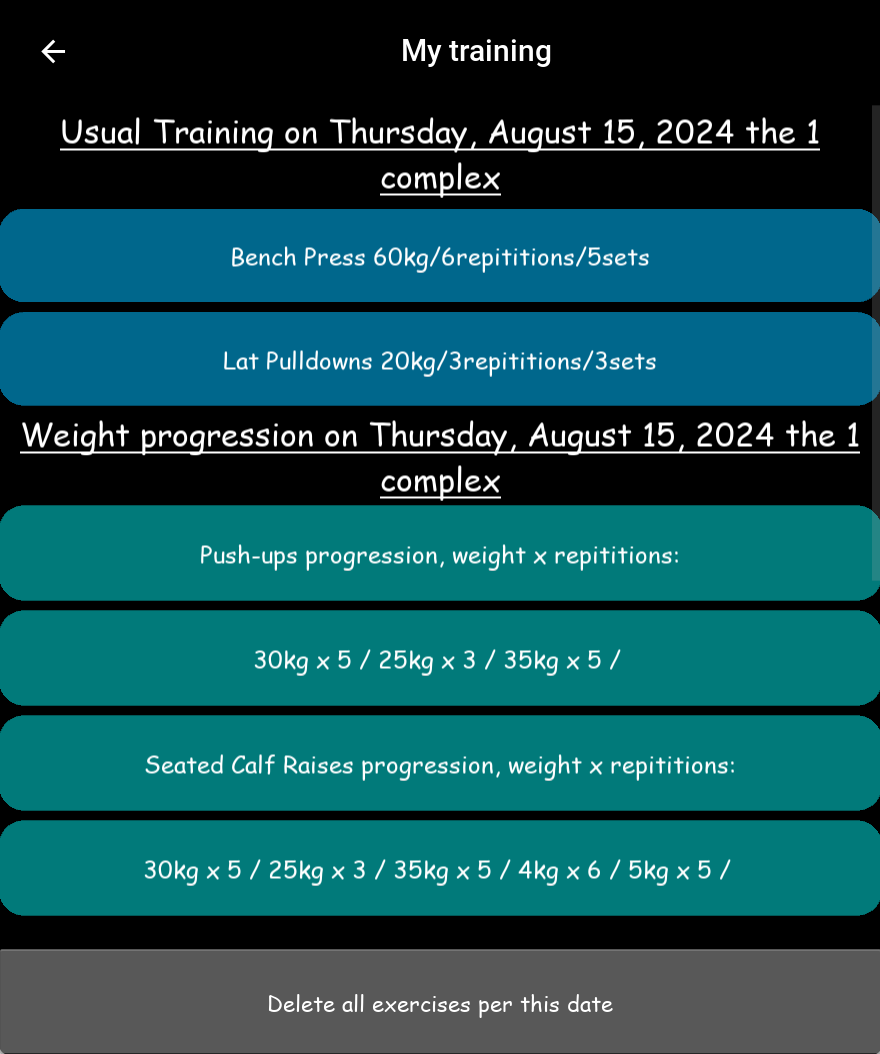 My training
Usual Training on Thursday, August 15, 2024 the 1
complex
Bench Press 60kg/6repititions/5sets
Lat Pulldowns 20kg/3repititions/3sets
Weight progression on Thursday, August 15, 2024 the 1
complex
Push-ups progression, weight x repititions:
30kg x 5 / 25kg x 3 / 35kg x 5 /
Seated Calf Raises progression, weight x repititions:
30kg x 5 / 25kg x 3 / 35kg x 5 / 4kg x 6 / 5kg x 5 /
Delete all exercises per this date